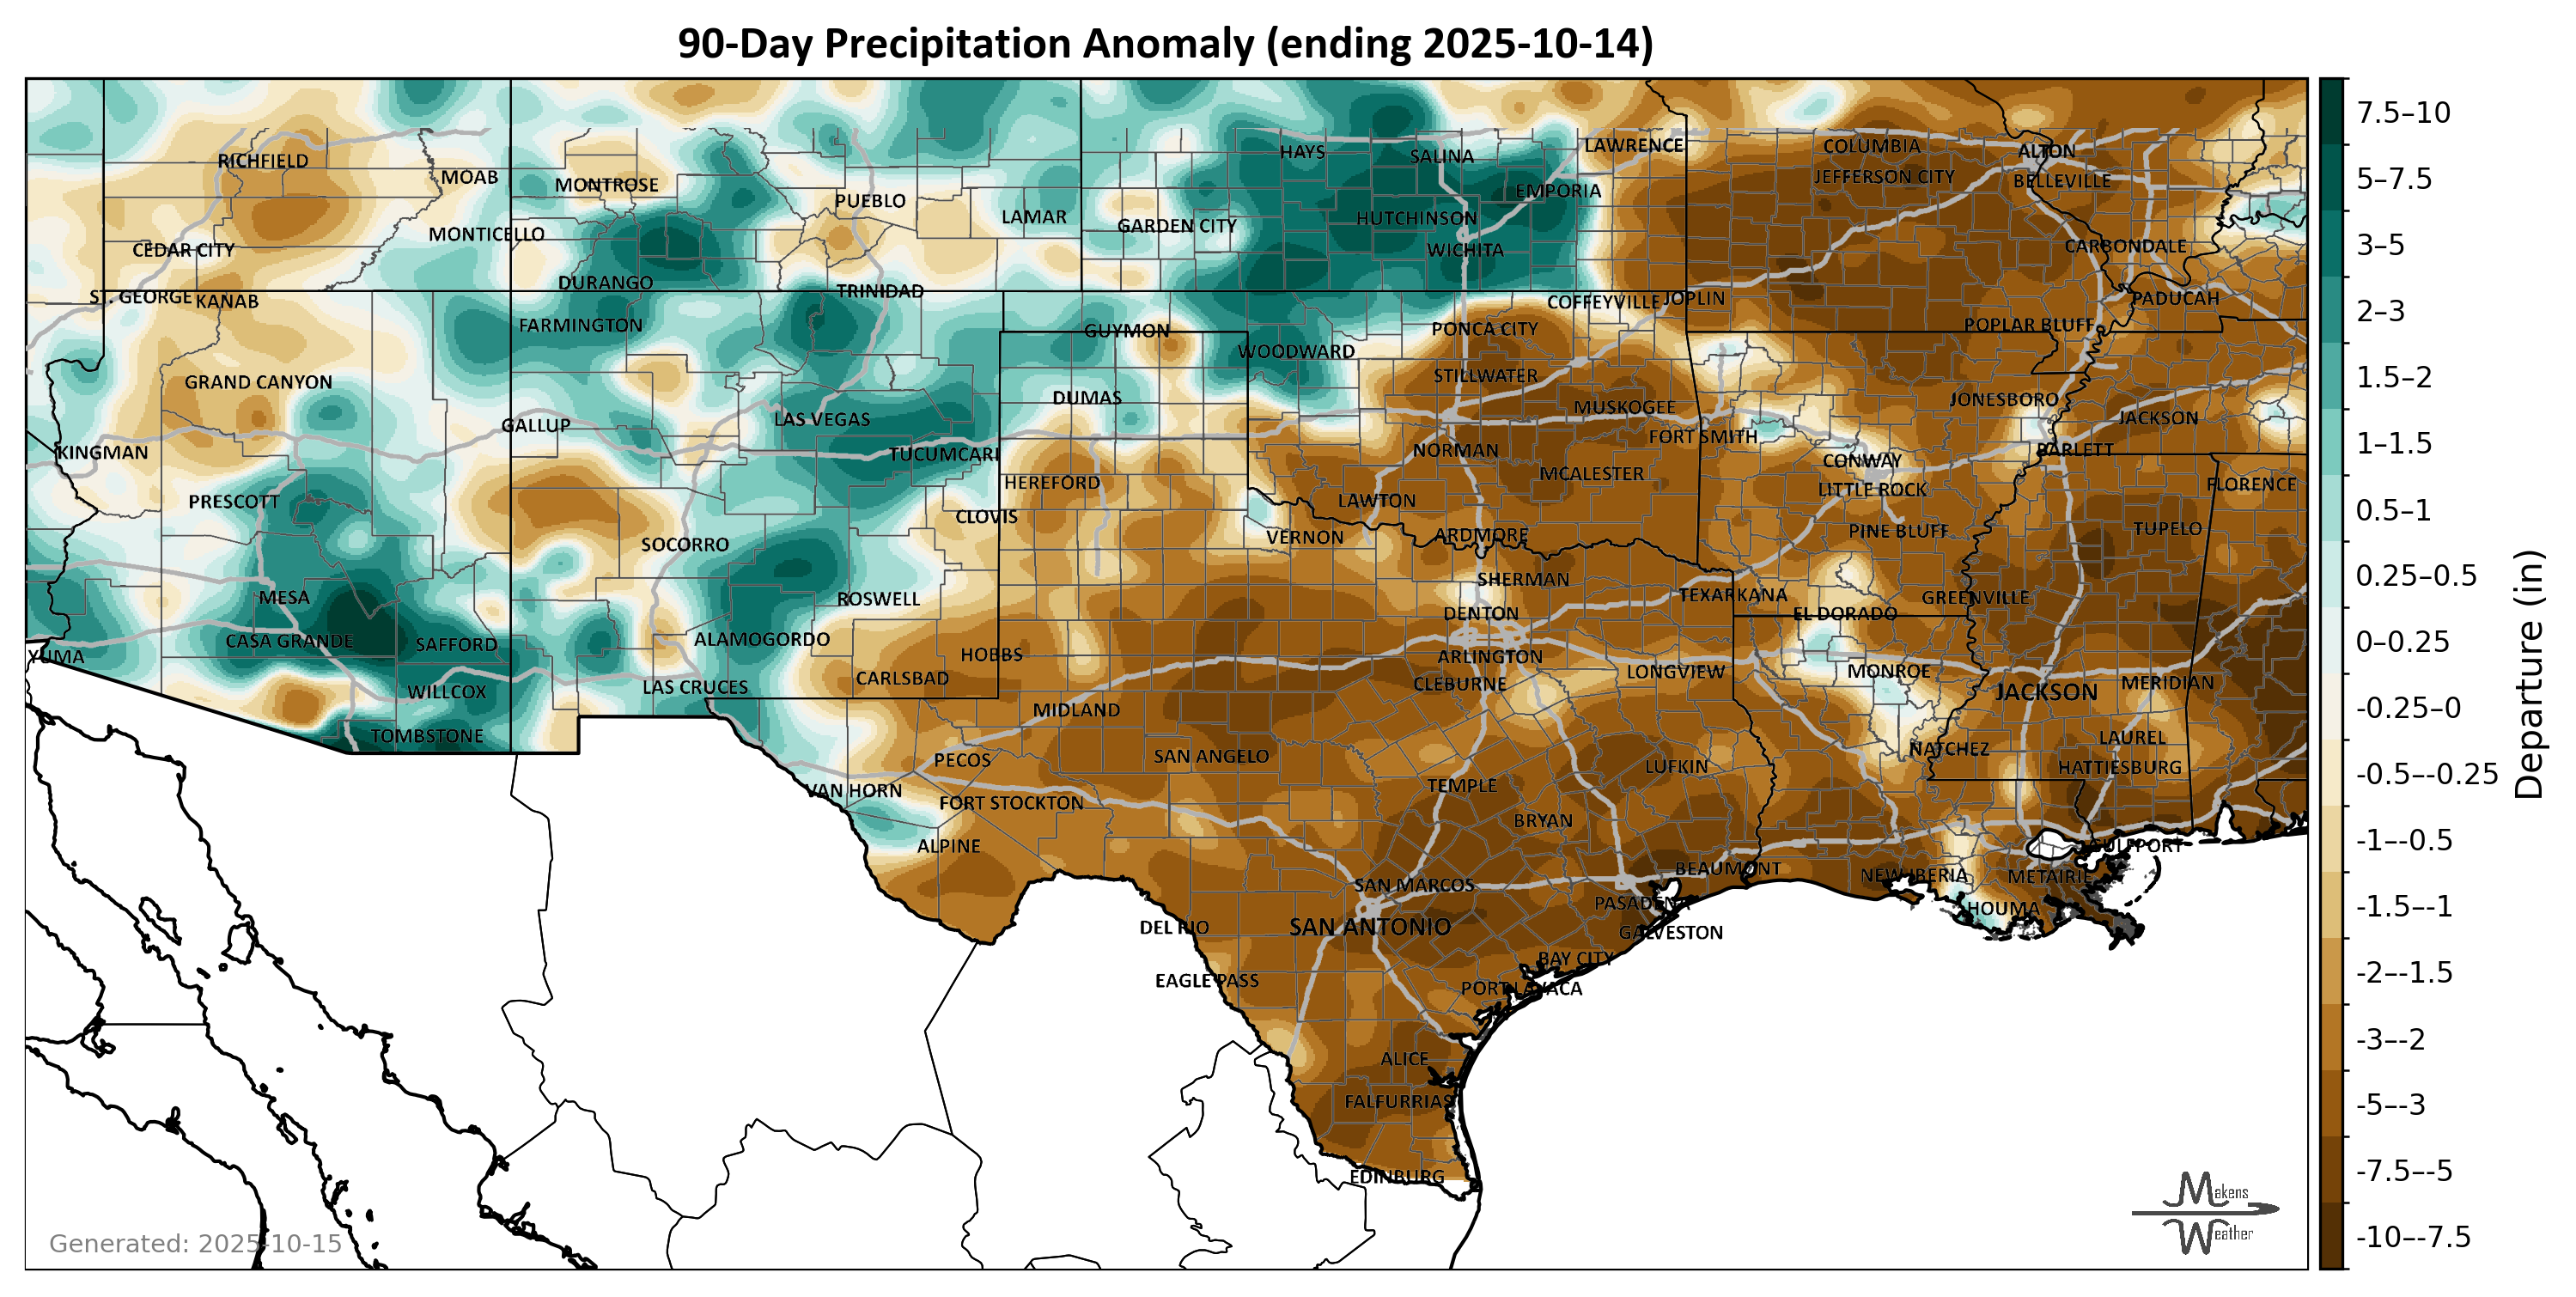 90-Day Precipitation Anomaly (ending 2025-10-14)
RICHFIELD
MOAB
MONTROSE
PUEBLO
LAMAR
HAYS
SALINA
LAWRENCE
COLUMBIA
ALTON
JEFFERSON CITY
BELLEVILLE
EMPORIA
GARDEN CITY
HUTCHINSON
WICHITA
CEDAR CITY
MONTICELLO
CARBONDALE
DURANGO
TRINIDAD
ST. GEORGE
KANAB
COFFEYVILLE
JOPLIN
PADUCAH
FARMINGTON
GUYMON
PONCA CITY
POPLAR BLUFF
WOODWARD
STILLWATER
GRAND CANYON
DUMAS
MUSKOGEE
JONESBORO
JACKSON
LAS VEGAS
GALLUP
NORMAN
FORT SMITH
BARLETT
KINGMAN
TUCUMCARI
MCALESTER
CONWAY
HEREFORD
LITTLE ROCK
FLORENCE
PRESCOTT
LAWTON
CLOVIS
VERNON
ARDMORE
PINE BLUFF
TUPELO
SOCORRO
SHERMAN
MESA
ROSWELL
DENTON
TEXARKANA
EL DORADO
GREENVILLE
CASA GRANDE
SAFFORD
ALAMOGORDO
HOBBS
ARLINGTON
YUMA
CARLSBAD
CLEBURNE
LONGVIEW
MONROE
WILLCOX
LAS CRUCES
JACKSON
MERIDIAN
MIDLAND
TOMBSTONE
PECOS
SAN ANGELO
LUFKIN
NATCHEZ
LAUREL
HATTIESBURG
VAN HORN
FORT STOCKTON
TEMPLE
BRYAN
ALPINE
GULFPORT
SAN MARCOS
BEAUMONT
NEW IBERIA
METAIRIE
PASADENA
HOUMA
DEL RIO
SAN ANTONIO
GALVESTON
EAGLE PASS
BAY CITY
PORT LAVACA
ALICE
FALFURRIAS
EDINBURG
Generated: 2025-10-15
Makens
Weather
7.5–10
5–7.5
3–5
2–3
1.5–2
1–1.5
0.5–1
0.25–0.5
0–0.25
-0.25–0
-0.5–-0.25
-1–-0.5
-1.5–-1
-2–-1.5
-3–-2
-5–-3
-7.5–-5
-10–-7.5
Departure (in)